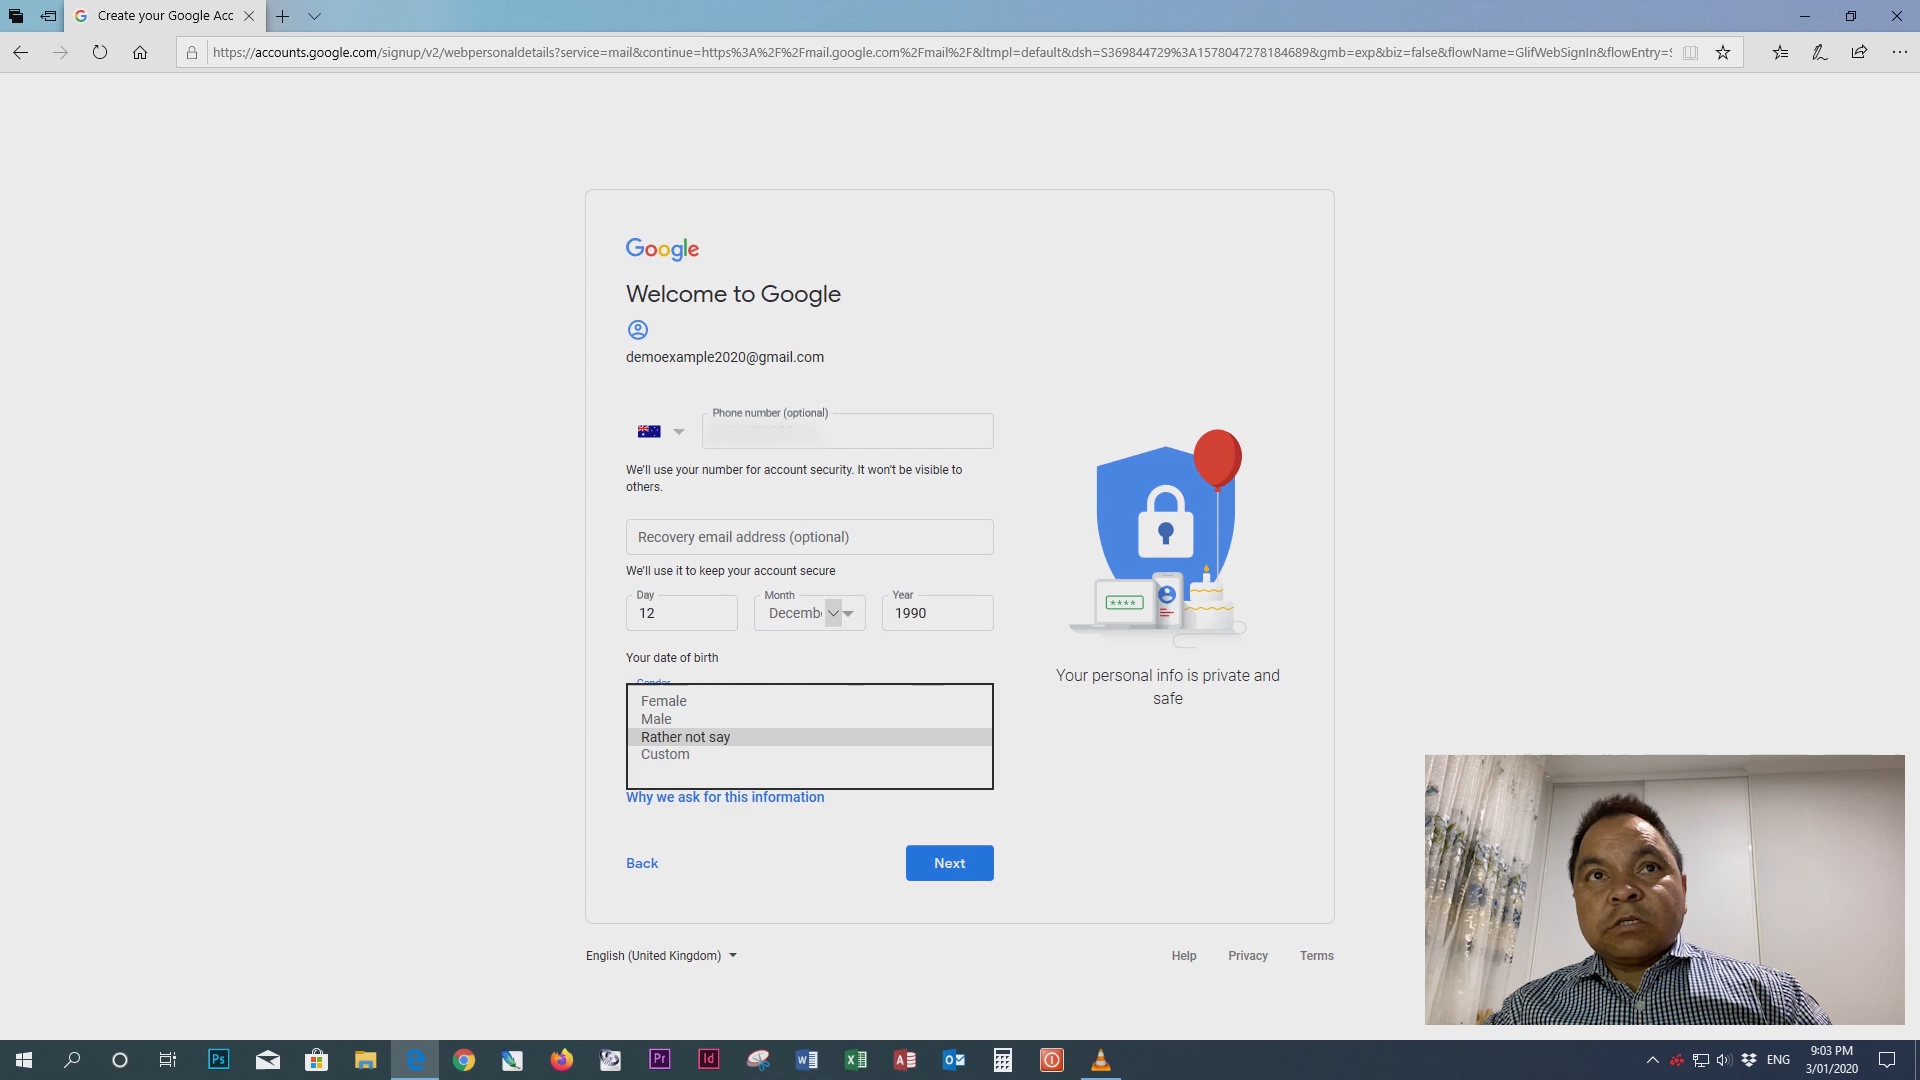 Create your Google Acc
https://accounts.google.com/signup/v2/webpersonaldetails?service=mail&continue=https%3A%2F%2Fmail.google.com%2Fmail%2F&ltmpl=default&dsh=S369844729%3A1578047278184689&gmb=exp&biz=false&flowName=GlifWebSignIn&flowEntry=S
Google
Welcome to Google
demoexample2020@gmail.com
Phone number (optional)
We'll use your number for account security. It won't be visible to
others.
Recovery email address (optional)
We'll use it to keep your account secure
Day Month Year
12 Decemb 1990
Your date of birth
Gender
Female
Male
Rather not say
Custom
Why we ask for this information
Back Next
****
Your personal info is private and
safe
English (United Kingdom) Help Privacy Terms
Ps Pr Id
ENG
9:03 PM
3/01/2020